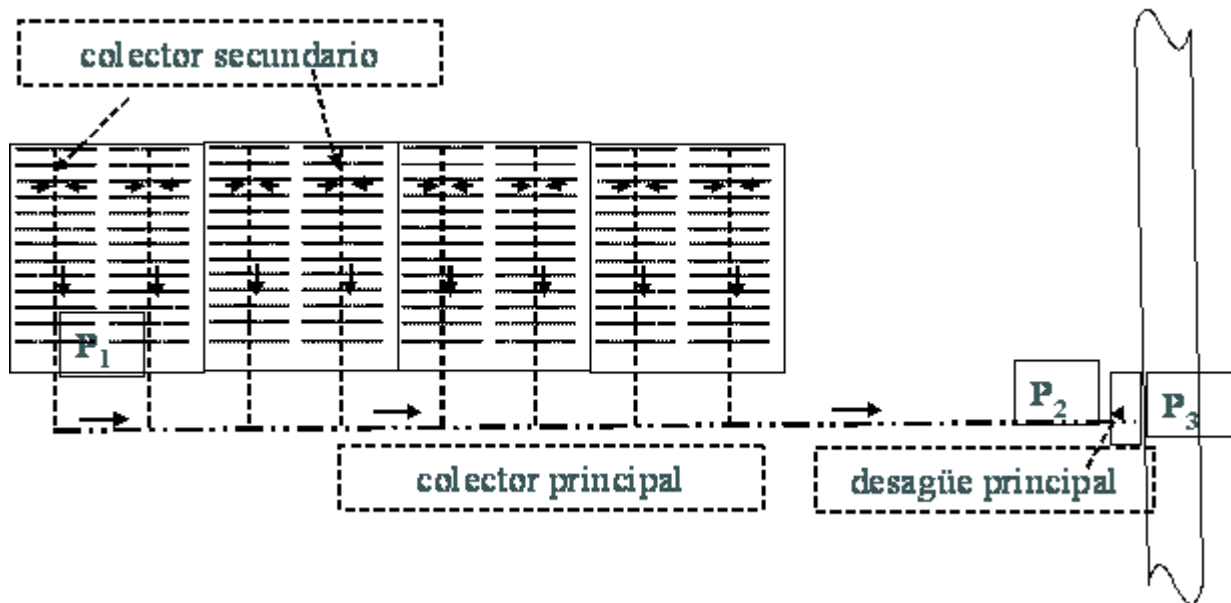 colector secundario
P1
P2
P3
colector principal
desagüe principal